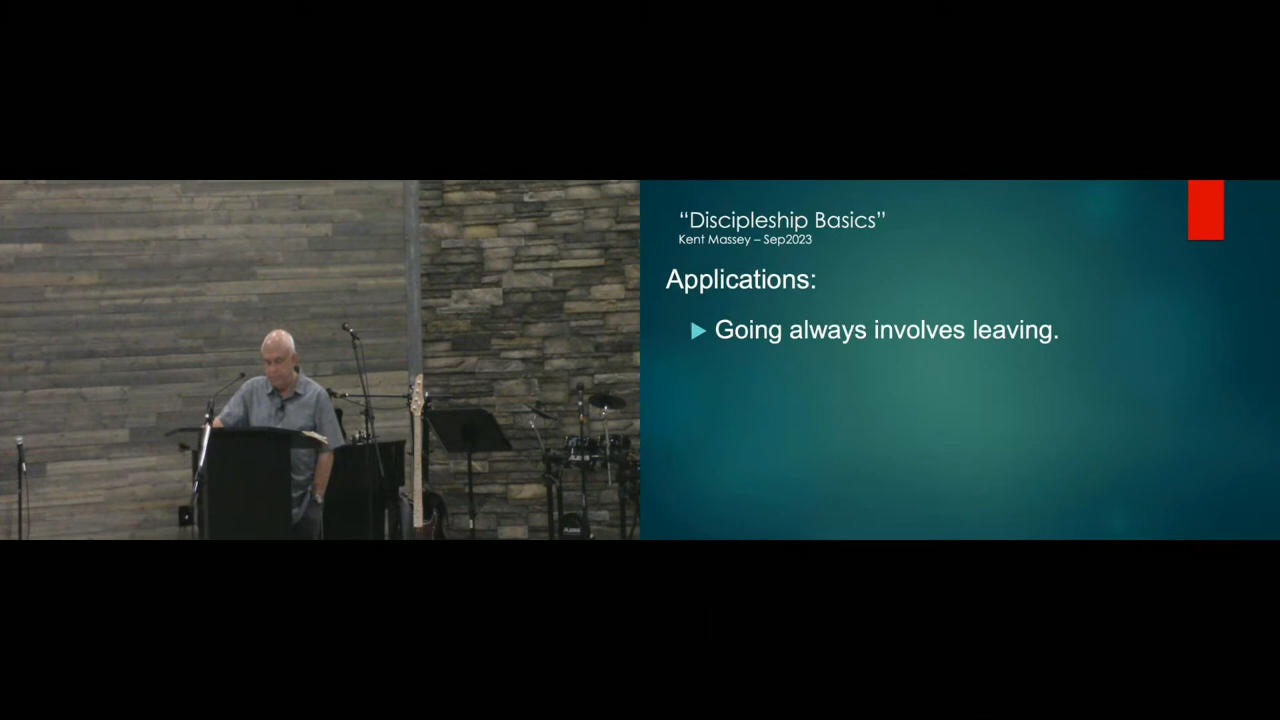 “Discipleship Basics”
Kent Massey – Sep2023
Applications:
Going always involves leaving.